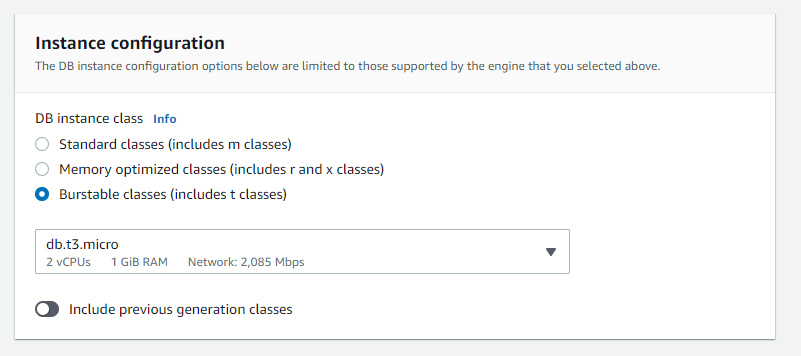 Instance configuration
The DB instance configuration options below are limited to those supported by the engine that you selected above.
DB instance class Info
Standard classes (includes m classes)
Memory optimized classes (includes r and x classes)
Burstable classes (includes t classes)
db.t3.micro
2 vCPUs 1 GiB RAM Network: 2,085 Mbps
Include previous generation classes